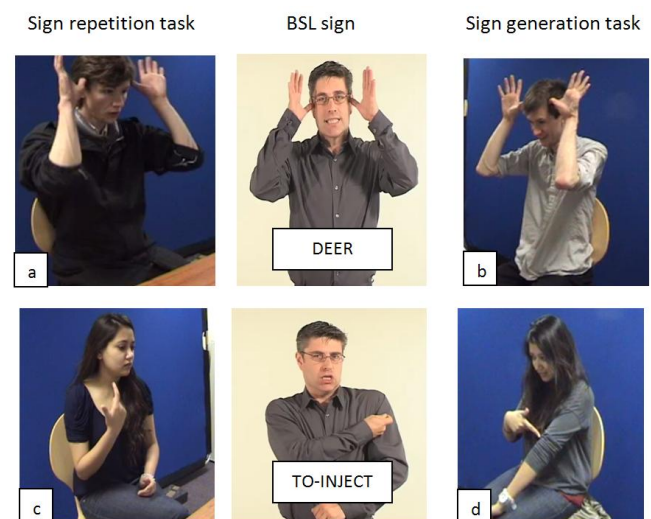 Sign repetition task
BSL sign
Sign generation task
DEER
a
b
TO-INJECT
c
d